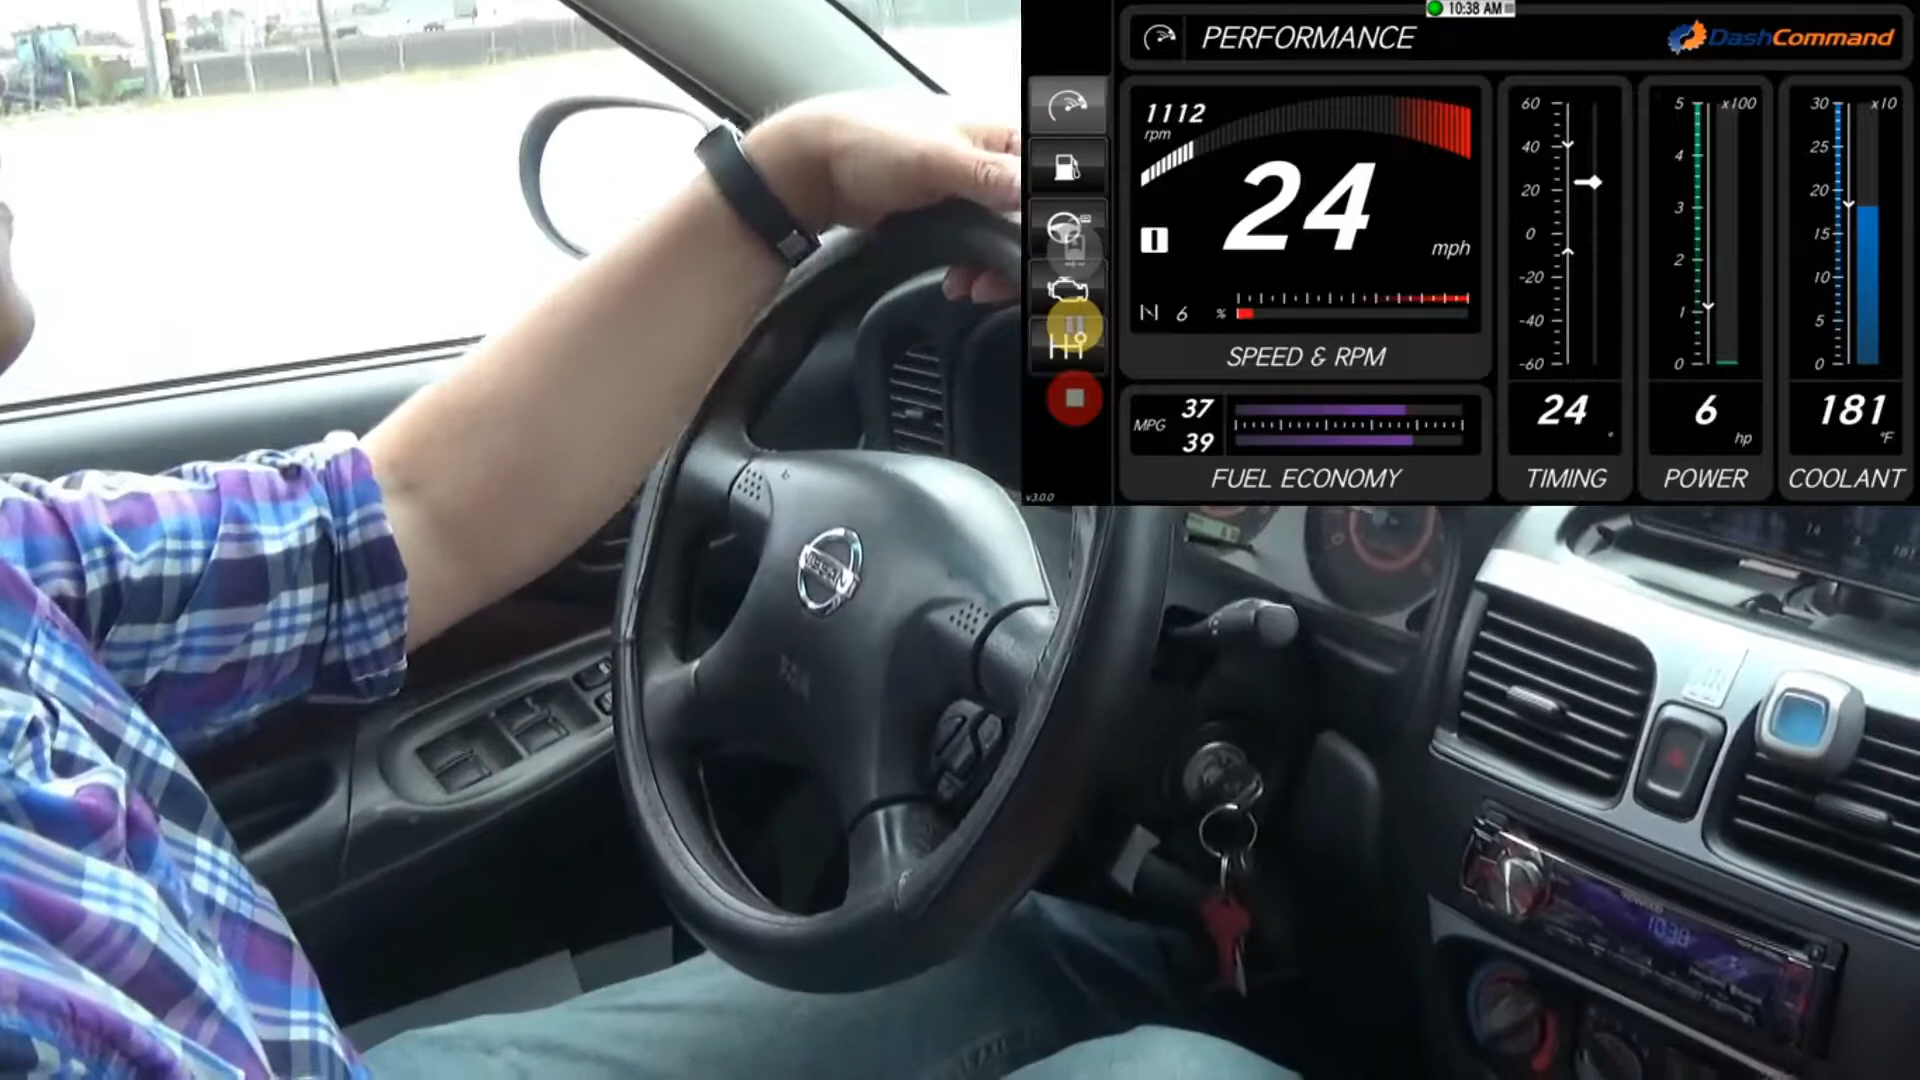 10:38 AM
PERFORMANCE
DashCommand
1112
rpm
24
mph
6 %
SPEED & RPM
MPG 37
39
FUEL ECONOMY
60
40
20
0
-20
-40
-60
24 °
TIMING
x100
5
4
3
2
1
0
6
hp
POWER
x10
30
25
20
15
10
5
0
181
°F
COOLANT
v3.0.0
NISSAN
KENWOOD
10:38